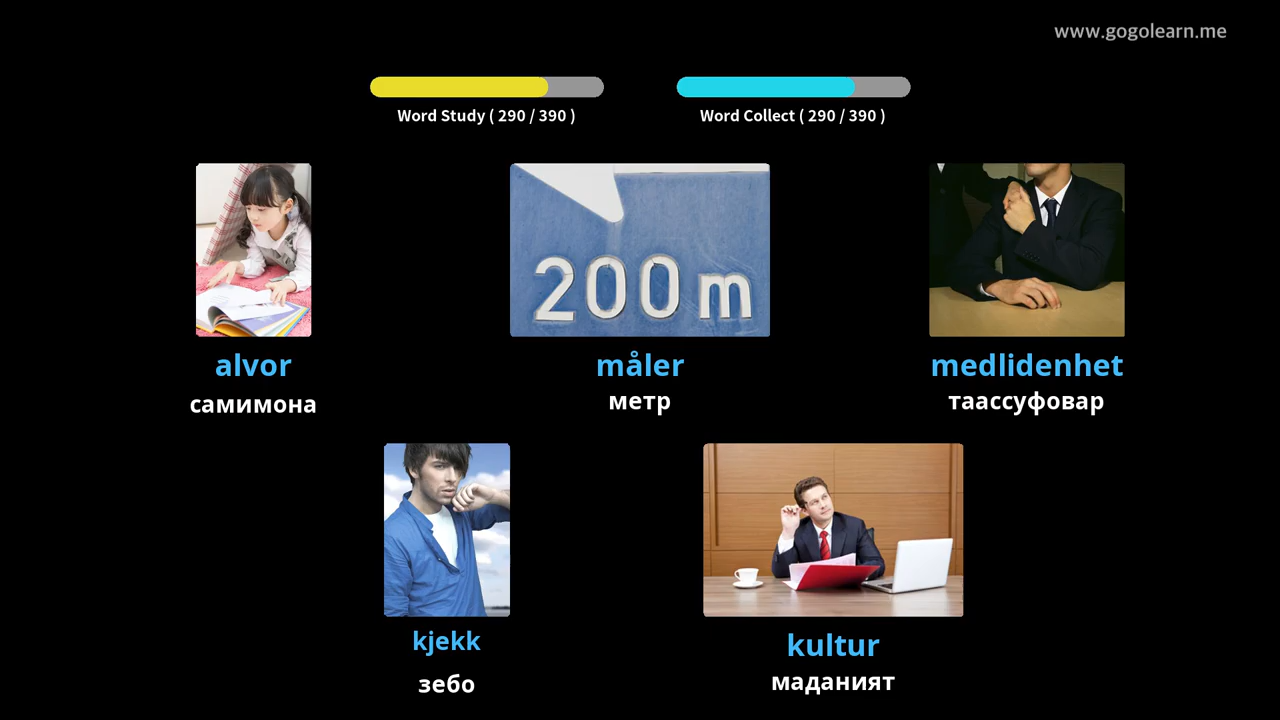 www.gogolearn.me
Word Study ( 290 / 390 )
Word Collect ( 290 / 390 )
200 m
alvor
самимона
måler
метр
medlidenhet
таассуфовар
kjekk
зебо
kultur
маданият